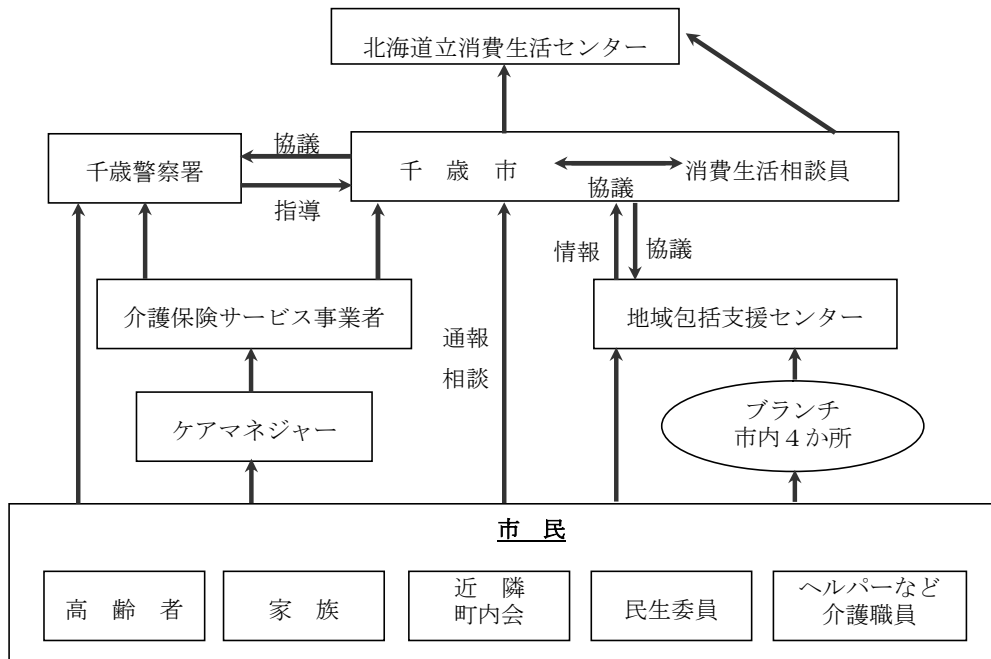 北海道立消費生活センター
千歳警察署
協議
指導
千　歳　市
協議
消費生活相談員
情報
協議
介護保険サービス事業者
通報
相談
地域包括支援センター
ケアマネジャー
ブランチ
市内４か所
市　民
高　齢　者
家　族
近　隣
町内会
民生委員
ヘルパーなど
介護職員